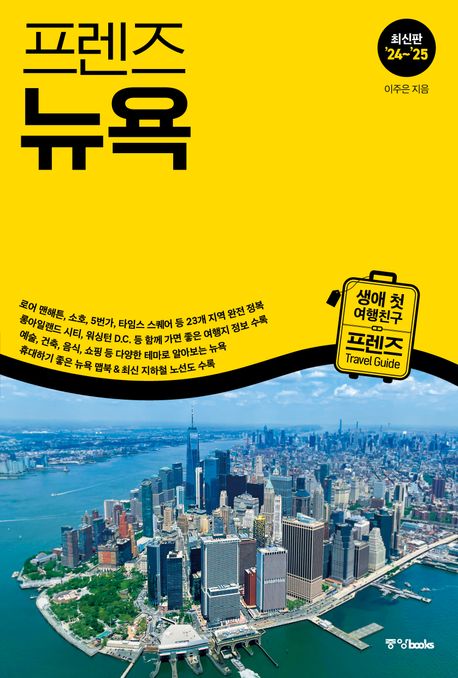 프렌즈
뉴욕
최신판
’24~’25
이주은 지음
로어 맨해튼, 소호, 5번가, 타임스 스퀘어 등 23개 지역 완전 정복
롱아일랜드 시티, 워싱턴 D.C. 등 함께 가면 좋은 여행지 정보 수록
예술, 건축, 음식, 쇼핑 등 다양한 테마로 알아보는 뉴욕
휴대하기 좋은 뉴욕 맵북 & 최신 지하철 노선도 수록
생애 첫
여행친구
프렌즈
Travel Guide
중앙books